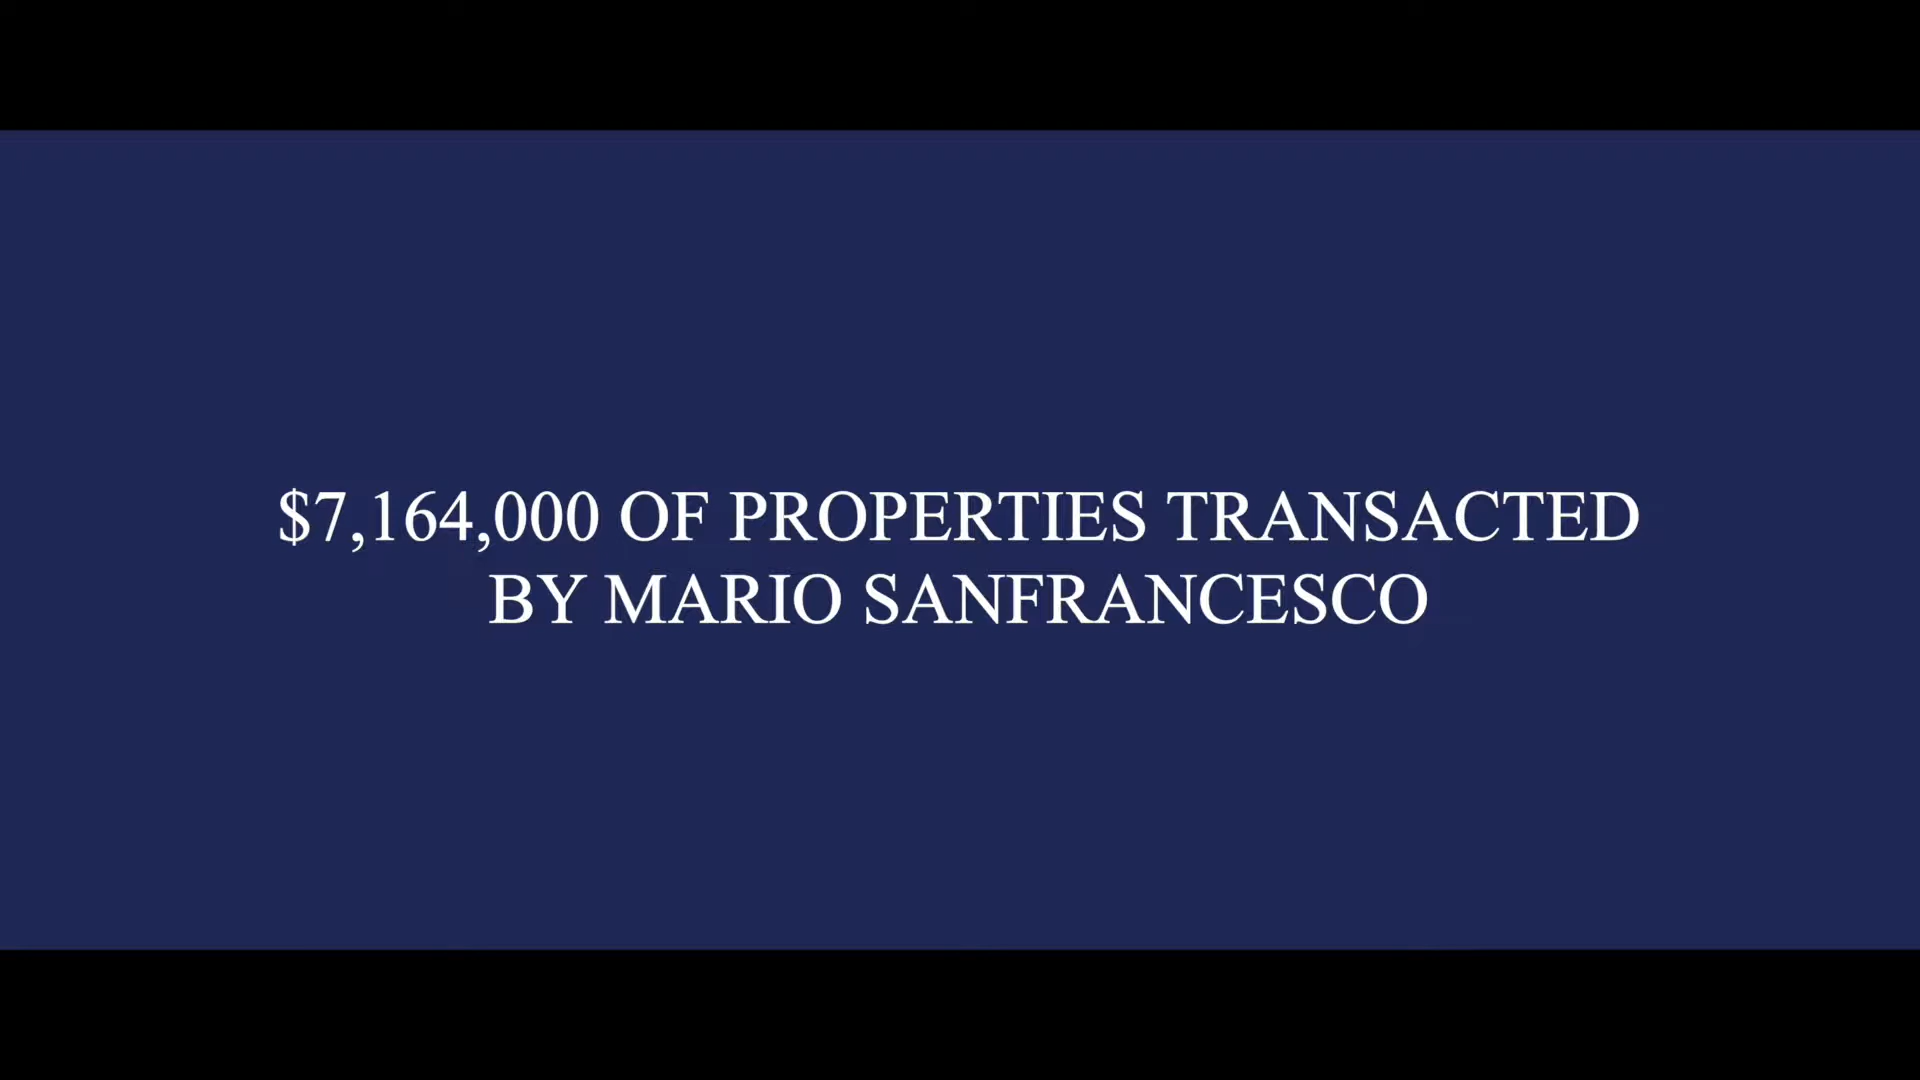 $7,164,000 OF PROPERTIES TRANSACTED
BY MARIO SANFRANCESCO